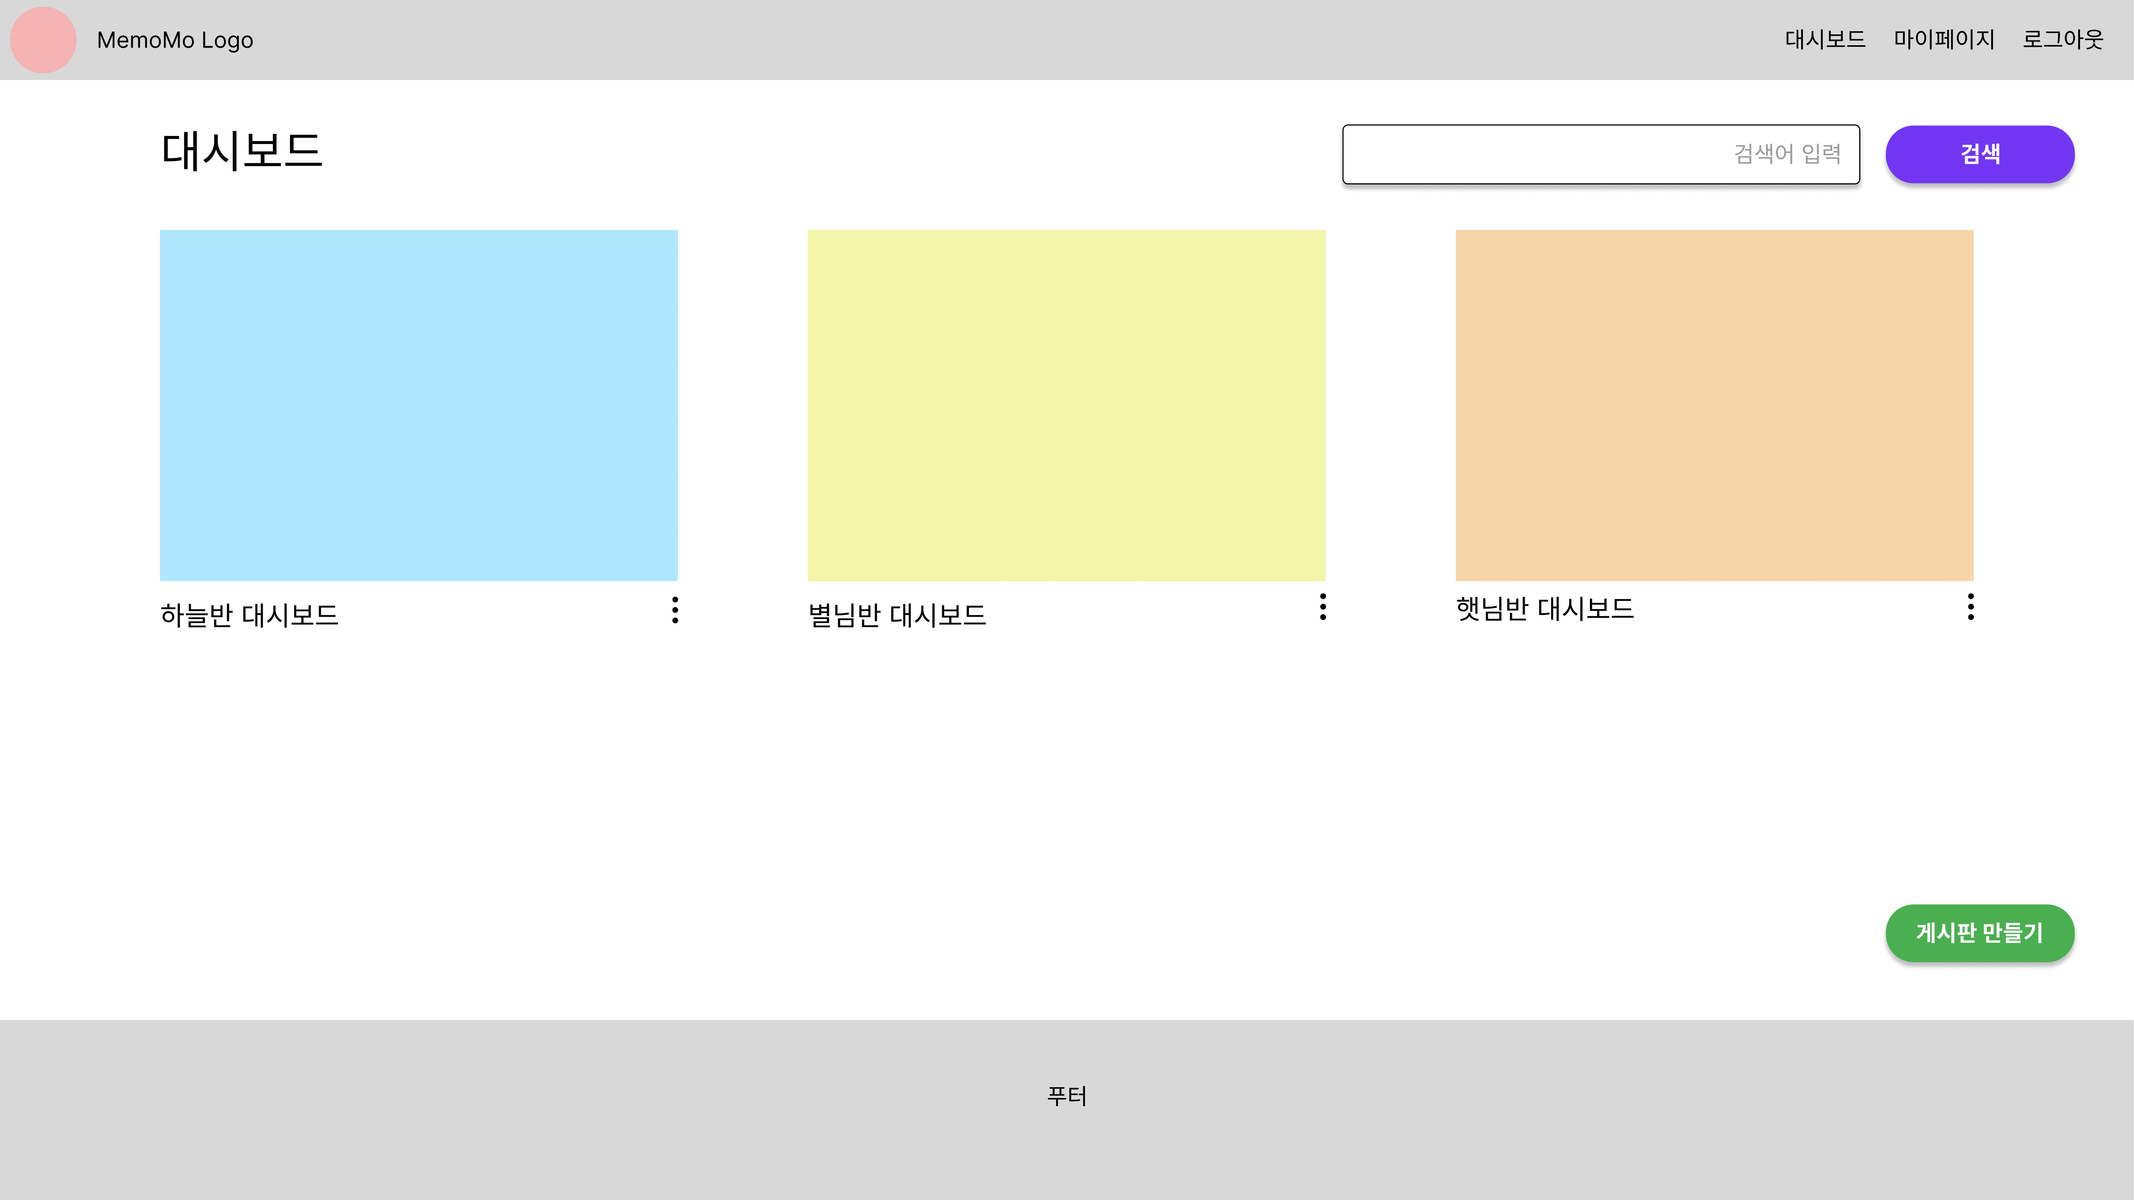 MemoMo Logo
대시보드 마이페이지 로그아웃
대시보드
검색어 입력
검색
하늘반 대시보드
별님반 대시보드
햇님반 대시보드
게시판 만들기
푸터